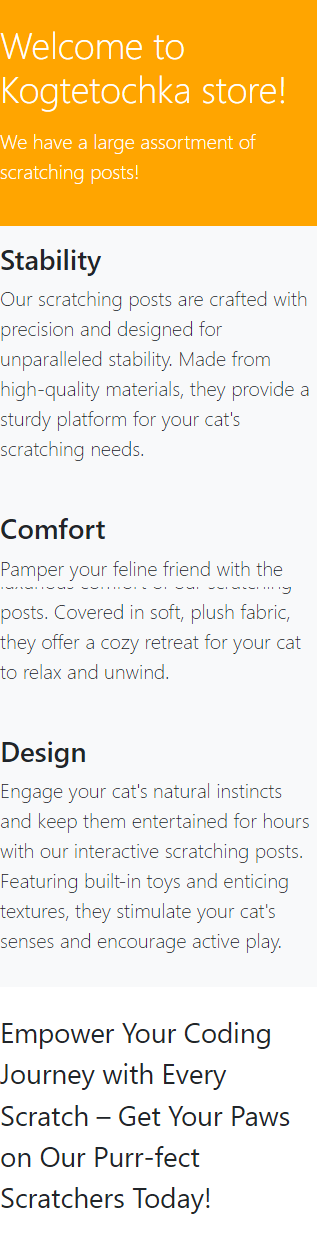 Welcome to
Kogtetochka store!
We have a large assortment of
scratching posts!
Stability
Our scratching posts are crafted with
precision and designed for
unparalleled stability. Made from
high-quality materials, they provide a
sturdy platform for your cat's
scratching needs.
Comfort
Pamper your feline friend with the
luxurious comfort of our scratching
posts. Covered in soft, plush fabric,
they offer a cozy retreat for your cat
to relax and unwind.
Design
Engage your cat's natural instincts
and keep them entertained for hours
with our interactive scratching posts.
Featuring built-in toys and enticing
textures, they stimulate your cat's
senses and encourage active play.
Empower Your Coding
Journey with Every
Scratch – Get Your Paws
on Our Purr-fect
Scratchers Today!